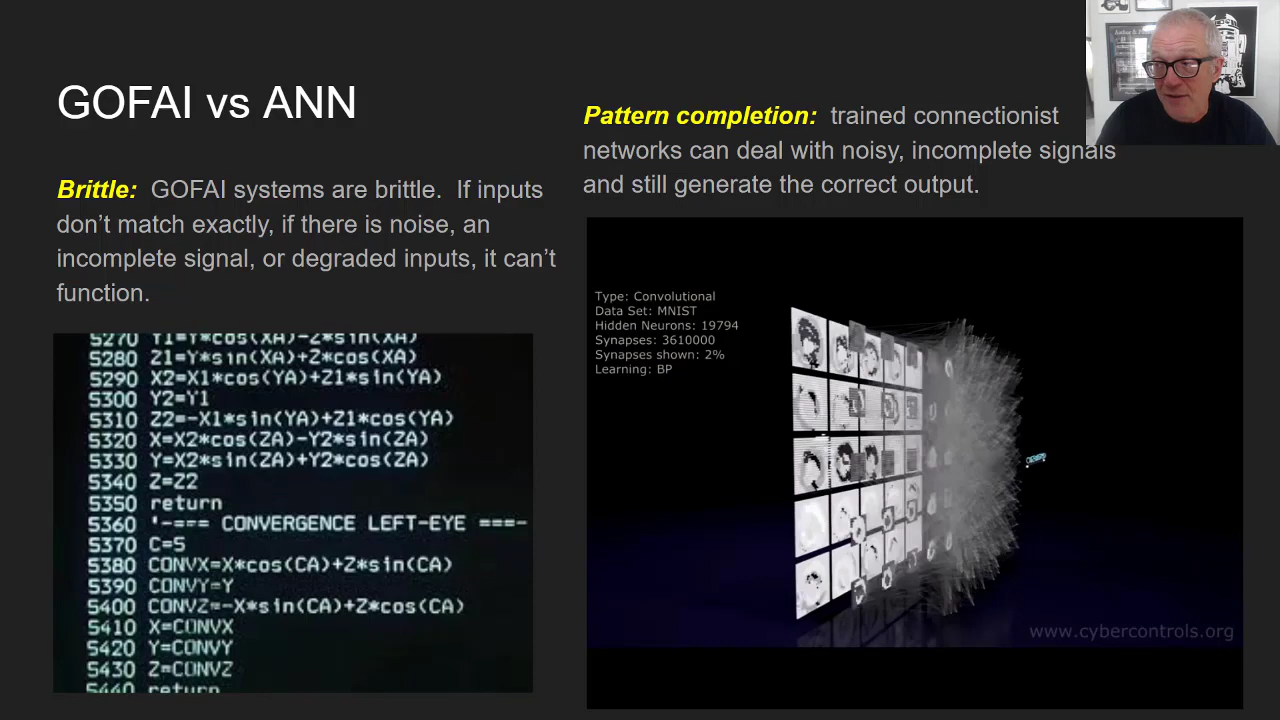 GOFAI vs ANN
Brittle:  GOFAI systems are brittle.  If inputs
don't match exactly, if there is noise, an
incomplete signal, or degraded inputs, it can't
function.
5270 Y1=Y*cos(XA)-Z*sin(XA)
5280 Z1=Y*sin(XA)+Z*cos(XA)
5290 X2=X1*cos(YA)+Z1*sin(YA)
5300 Y2=Y1
5310 Z2=-X1*sin(YA)+Z1*cos(YA)
5320 X=X2*cos(ZA)-Y2*sin(ZA)
5330 Y=X2*sin(ZA)+Y2*cos(ZA)
5340 Z=Z2
5350 return
5360 '-=== CONVERGENCE LEFT-EYE ===-
5370 C=5
5380 CONVX=X*cos(CA)+Z*sin(CA)
5390 CONVY=Y
5400 CONVZ=-X*sin(CA)+Z*cos(CA)
5410 X=CONVX
5420 Y=CONVY
5430 Z=CONVZ
5440 return
Pattern completion:  trained connectionist
networks can deal with noisy, incomplete signals
and still generate the correct output.
Type: Convolutional
Data Set: MNIST
Hidden Neurons: 19794
Synapses: 3610000
Synapses shown: 2%
Learning: BP
www.cybercontrols.org